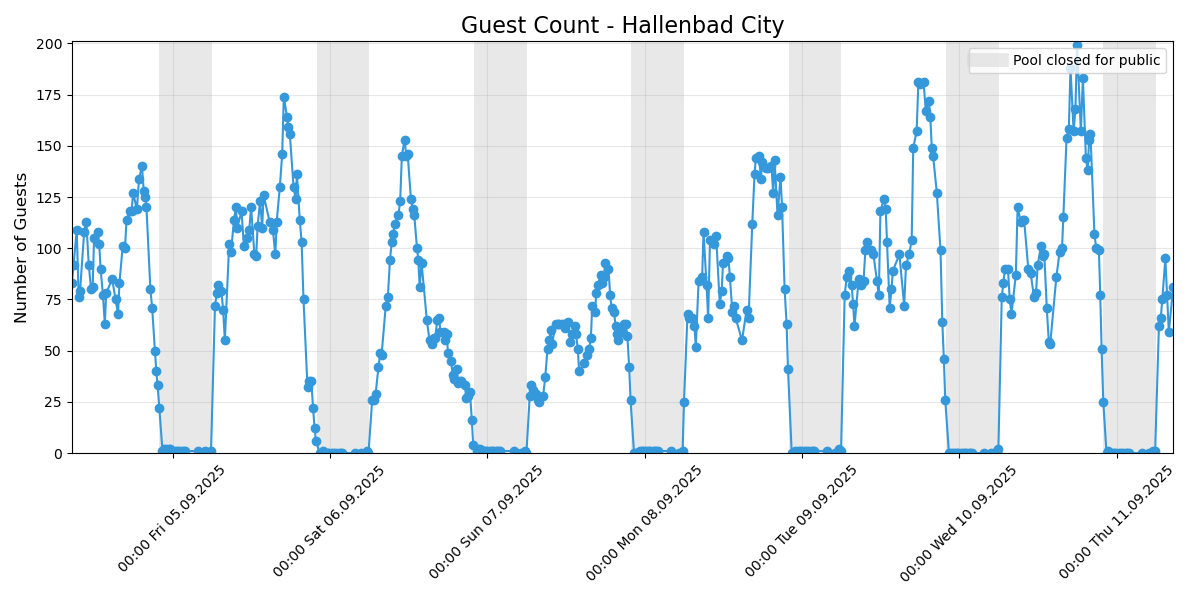 Guest Count - Hallenbad City
Number of Guests
200
175
150
125
100
75
50
25
0
Pool closed for public
00:00 Fri 05.09.2025
00:00 Sat 06.09.2025
00:00 Sun 07.09.2025
00:00 Mon 08.09.2025
00:00 Tue 09.09.2025
00:00 Wed 10.09.2025
00:00 Thu 11.09.2025